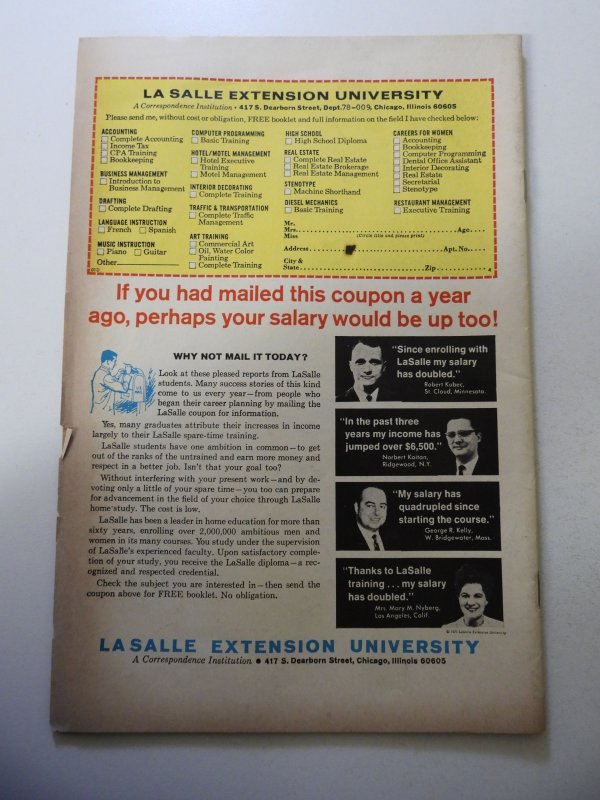 LA SALLE EXTENSION UNIVERSITY
A Correspondence Institution • 417 S. Dearborn Street, Dept. 78-009, Chicago, Illinois 60605
Please send me, without cost or obligation, FREE booklet and full information on the field I have checked below:
ACCOUNTING
Complete Accounting
Income Tax
CPA Training
Bookkeeping
BUSINESS MANAGEMENT
Introduction to
Business Management
DRAFTING
Complete Drafting
LANGUAGE INSTRUCTION
French Spanish
MUSIC INSTRUCTION
Piano Guitar
Other
COMPUTER PROGRAMMING
Basic Training
HOTEL/MOTEL MANAGEMENT
Hotel Executive
Training
Motel Management
INTERIOR DECORATING
Complete Training
TRAFFIC & TRANSPORTATION
Complete Traffic
Management
ART TRAINING
Commercial Art
Oil, Water Color
Painting
Complete Training
HIGH SCHOOL
High School Diploma
REAL ESTATE
Complete Real Estate
Real Estate Brokerage
Real Estate Management
STENOTYPE
Machine Shorthand
DIESEL MECHANICS
Basic Training
CAREERS FOR WOMEN
Accounting
Bookkeeping
Computer Programming
Dental Office Assistant
Interior Decorating
Real Estate
Secretarial
Stenotype
RESTAURANT MANAGEMENT
Executive Training
Mr.
Mrs. Age
Miss (Circle title and please print)
Address Apt. No.
City &
State Zip
If you had mailed this coupon a year
ago, perhaps your salary would be up too!
WHY NOT MAIL IT TODAY?
Look at these pleased reports from LaSalle
students. Many success stories of this kind
come to us every year—from people who
began their career planning by mailing the
LaSalle coupon for information.
Yes, many graduates attribute their increases in income
largely to their LaSalle spare-time training.
LaSalle students have one ambition in common—to get
out of the ranks of the untrained and earn more money and
respect in a better job. Isn't that your goal too?
Without interfering with your present work—and by de-
voting only a little of your spare time—you too can prepare
for advancement in the field of your choice through LaSalle
home study. The cost is low.
LaSalle has been a leader in home education for more than
sixty years, enrolling over 2,000,000 ambitious men and
women in its many courses. You study under the supervision
of LaSalle's experienced faculty. Upon satisfactory comple-
tion of your study, you receive the LaSalle diploma—a rec-
ognized and respected credential.
Check the subject you are interested in—then send the
coupon above for FREE booklet. No obligation.
"Since enrolling with
LaSalle my salary
has doubled."
Robert Kubec,
St. Cloud, Minnesota.
"In the past three
years my income has
jumped over $6,500."
Norbert Kaitan,
Ridgewood, N.Y.
"My salary has
quadrupled since
starting the course."
George R. Kelly,
W. Bridgewater, Mass.
"Thanks to LaSalle
training . . . my salary
has doubled."
Mrs. Mary M. Nyberg,
Los Angeles, Calif.
© 1971 LaSalle Extension University
LA SALLE EXTENSION UNIVERSITY
A Correspondence Institution • 417 S. Dearborn Street, Chicago, Illinois 60605